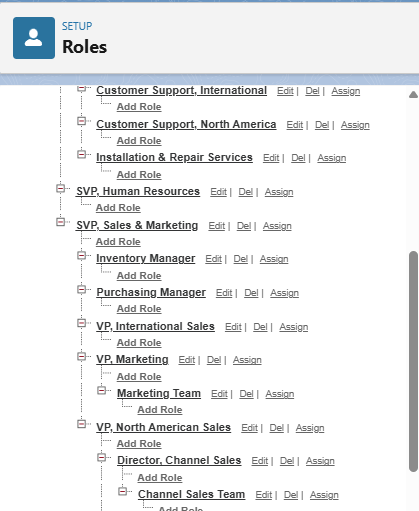 SETUP
Roles
Customer Support, International Edit | Del | Assign
Add Role
Customer Support, North America Edit | Del | Assign
Add Role
Installation & Repair Services Edit | Del | Assign
Add Role
SVP, Human Resources Edit | Del | Assign
Add Role
SVP, Sales & Marketing Edit | Del | Assign
Add Role
Inventory Manager Edit | Del | Assign
Add Role
Purchasing Manager Edit | Del | Assign
Add Role
VP, International Sales Edit | Del | Assign
Add Role
VP, Marketing Edit | Del | Assign
Add Role
Marketing Team Edit | Del | Assign
Add Role
VP, North American Sales Edit | Del | Assign
Add Role
Director, Channel Sales Edit | Del | Assign
Add Role
Channel Sales Team Edit | Del | Assign
Add Role